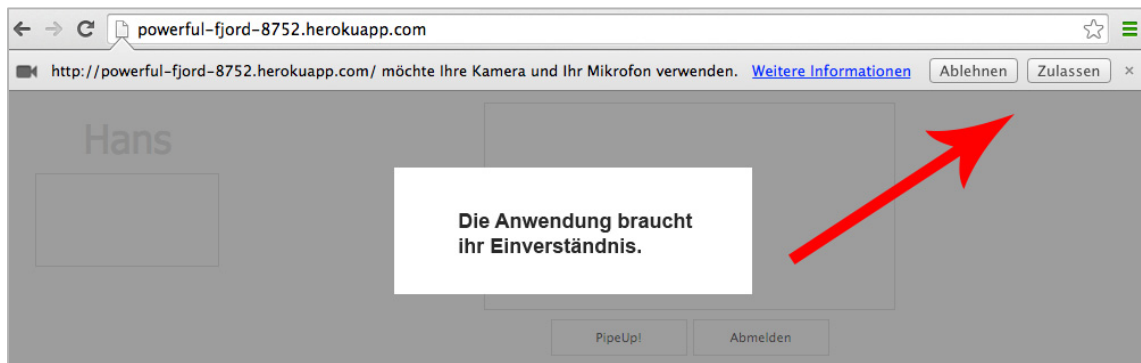 powerful-fjord-8752.herokuapp.com
http://powerful-fjord-8752.herokuapp.com/ möchte Ihre Kamera und Ihr Mikrofon verwenden. Weitere Informationen Ablehnen Zulassen ×
Hans
Die Anwendung braucht
ihr Einverständnis.
PipeUp! Abmelden